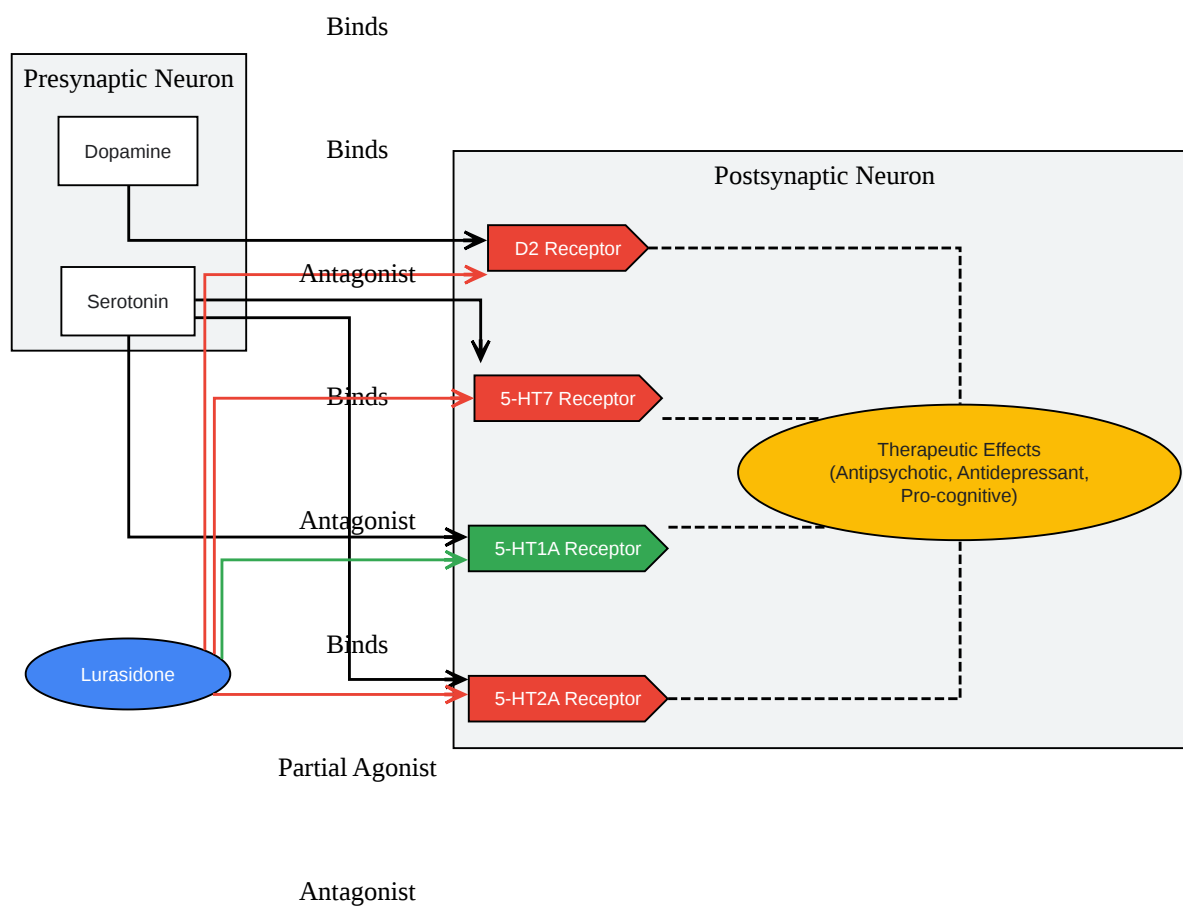 Binds
Presynaptic Neuron
Dopamine
Binds
Postsynaptic Neuron
D2 Receptor
Antagonist
Serotonin
Binds
5-HT7 Receptor
Therapeutic Effects
(Antipsychotic, Antidepressant,
Pro-cognitive)
Antagonist
5-HT1A Receptor
Binds
Lurasidone
5-HT2A Receptor
Partial Agonist
Antagonist